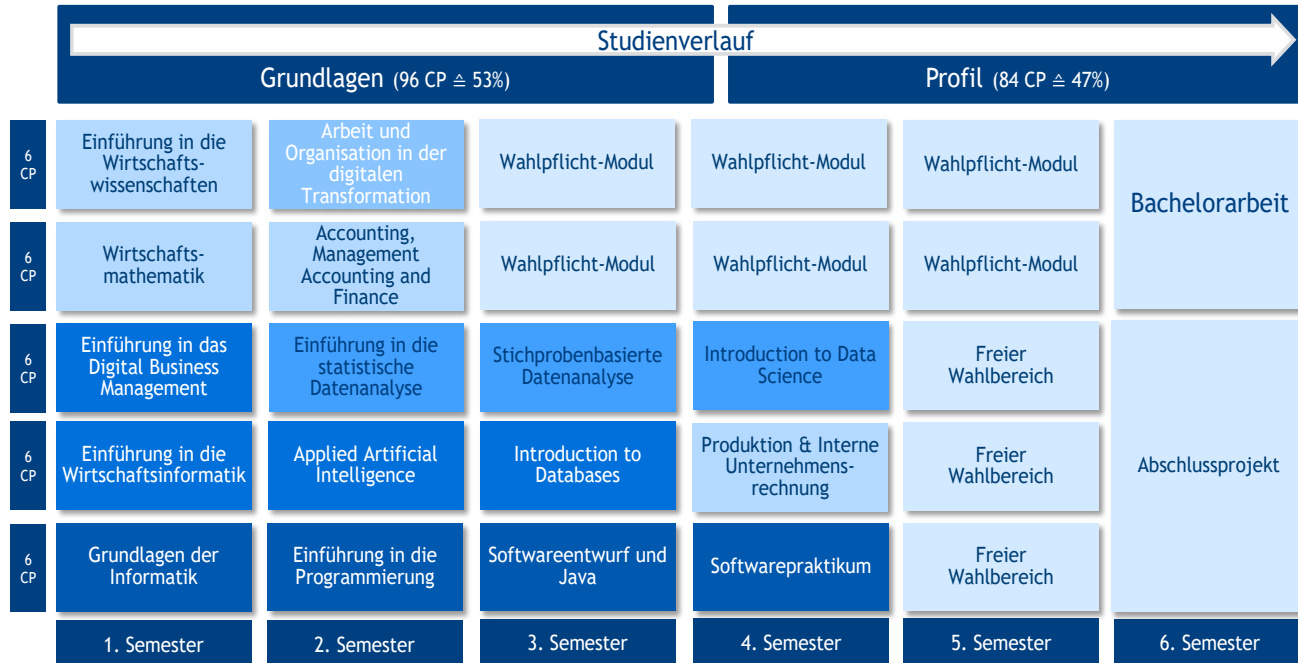 Studienverlauf
Grundlagen (96 CP ≙ 53%)
Profil (84 CP ≙ 47%)
6
CP
Einführung in die
Wirtschafts-
wissenschaften
Arbeit und
Organisation in der
digitalen
Transformation
Wahlpflicht-Modul
Wahlpflicht-Modul
Wahlpflicht-Modul
Bachelorarbeit
6
CP
Wirtschafts-
mathematik
Accounting,
Management
Accounting and
Finance
Wahlpflicht-Modul
Wahlpflicht-Modul
Wahlpflicht-Modul
6
CP
Einführung in das
Digital Business
Management
Einführung in die
statistische
Datenanalyse
Stichprobenbasierte
Datenanalyse
Introduction to Data
Science
Freier
Wahlbereich
6
CP
Einführung in die
Wirtschaftsinformatik
Applied Artificial
Intelligence
Introduction to
Databases
Produktion & Interne
Unternehmens-
rechnung
Freier
Wahlbereich
Abschlussprojekt
6
CP
Grundlagen der
Informatik
Einführung in die
Programmierung
Softwareentwurf und
Java
Softwarepraktikum
Freier
Wahlbereich
1. Semester
2. Semester
3. Semester
4. Semester
5. Semester
6. Semester